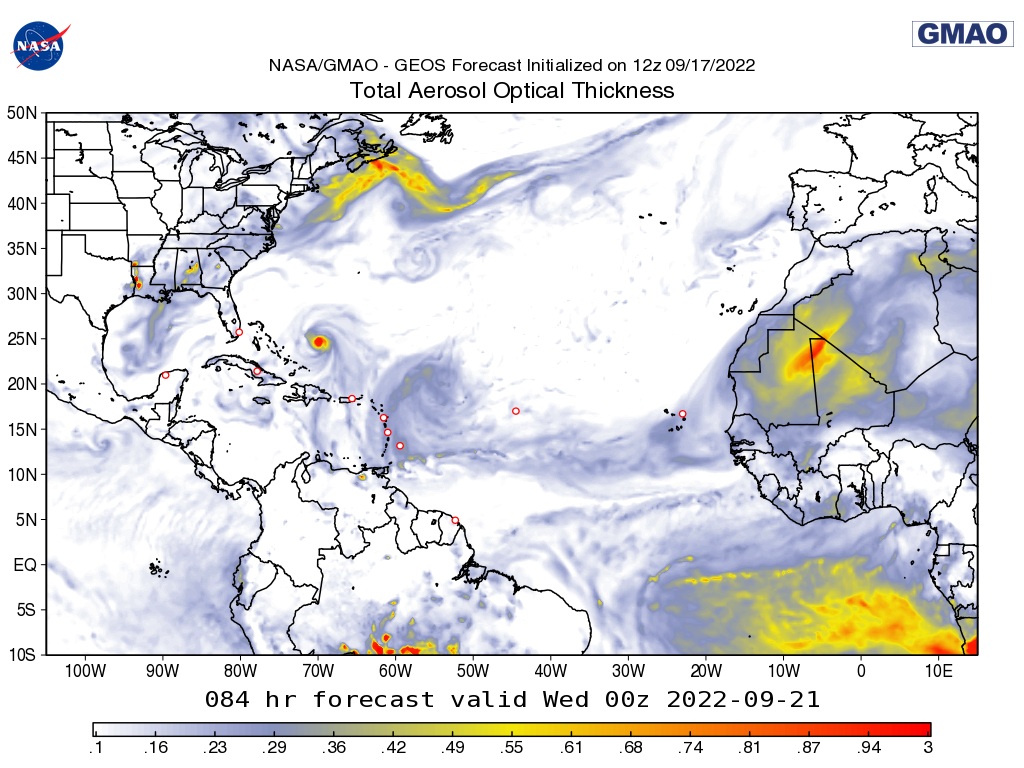 NASA
GMAO
NASA/GMAO - GEOS Forecast Initialized on 12z 09/17/2022
Total Aerosol Optical Thickness
50N
45N
40N
35N
30N
25N
20N
15N
10N
5N
EQ
5S
10S
100W 90W 80W 70W 60W 50W 40W 30W 20W 10W 0 10E
084 hr forecast valid Wed 00z 2022-09-21
.1 .16 .23 .29 .36 .42 .49 .55 .61 .68 .74 .81 .87 .94 3